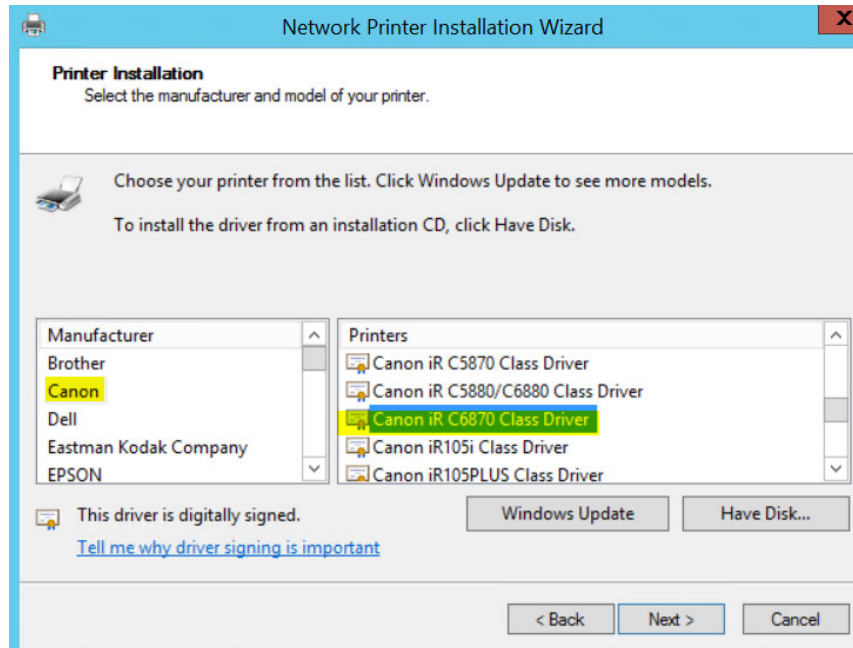 Network Printer Installation Wizard
X
Printer Installation
Select the manufacturer and model of your printer.
Choose your printer from the list. Click Windows Update to see more models.
To install the driver from an installation CD, click Have Disk.
Manufacturer
Brother
Canon
Dell
Eastman Kodak Company
EPSON
Printers
Canon iR C5870 Class Driver
Canon iR C5880/C6880 Class Driver
Canon iR C6870 Class Driver
Canon iR105i Class Driver
Canon iR105PLUS Class Driver
This driver is digitally signed.
Tell me why driver signing is important
Windows Update
Have Disk...
< Back
Next >
Cancel